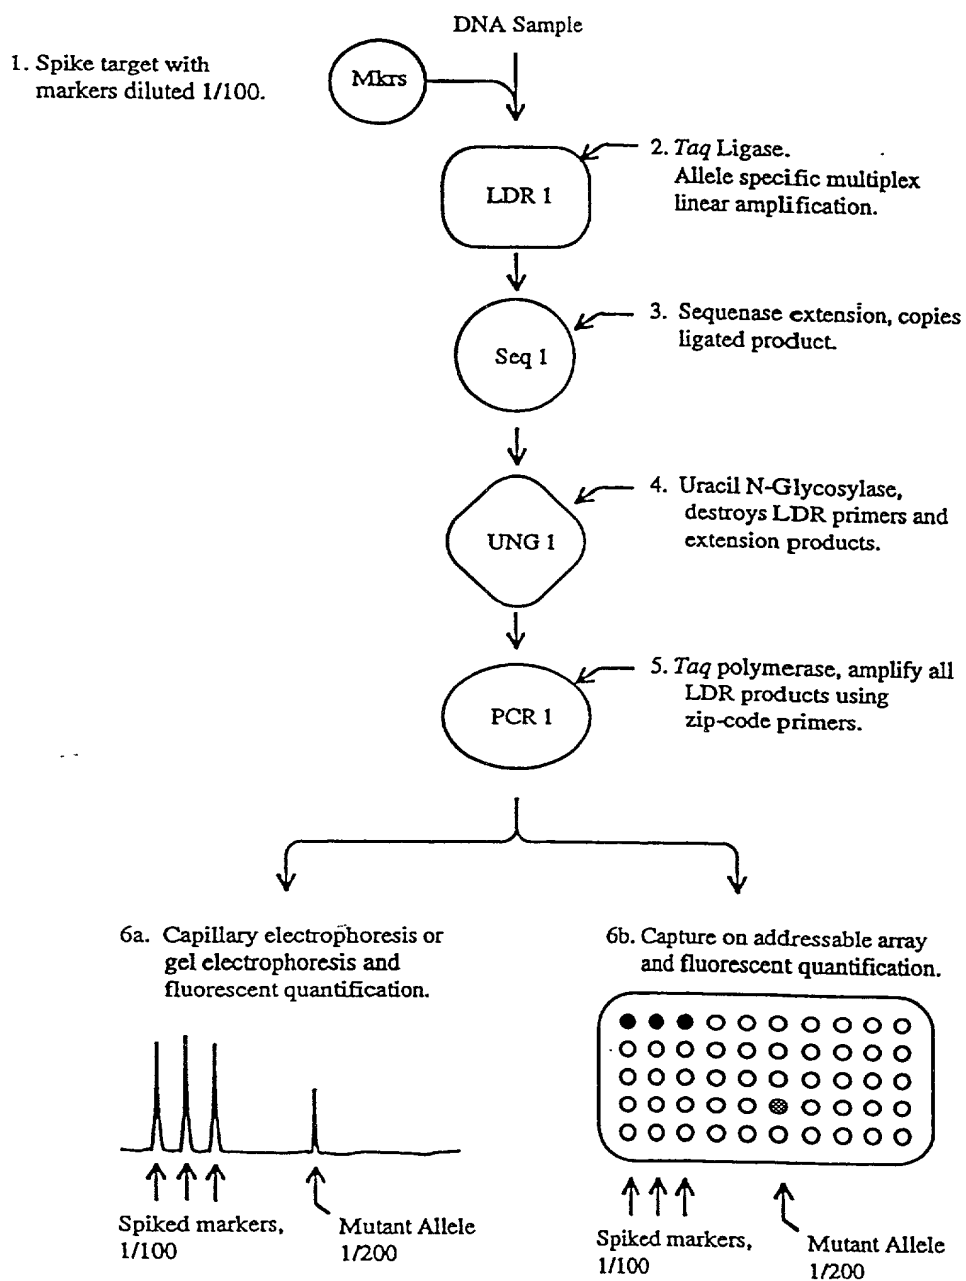 DNA Sample
1. Spike target with
markers diluted 1/100.
Mkrs
2. Taq Ligase.
Allele specific multiplex
linear amplification.
LDR 1
3. Sequenase extension, copies
ligated product.
Seq 1
4. Uracil N-Glycosylase,
destroys LDR primers and
extension products.
UNG 1
5. Taq polymerase, amplify all
LDR products using
zip-code primers.
PCR 1
6a. Capillary electrophoresis or
gel electrophoresis and
fluorescent quantification.
6b. Capture on addressable array
and fluorescent quantification.
Spiked markers,
1/100
Mutant Allele
1/200
Spiked markers,
1/100
Mutant Allele
1/200